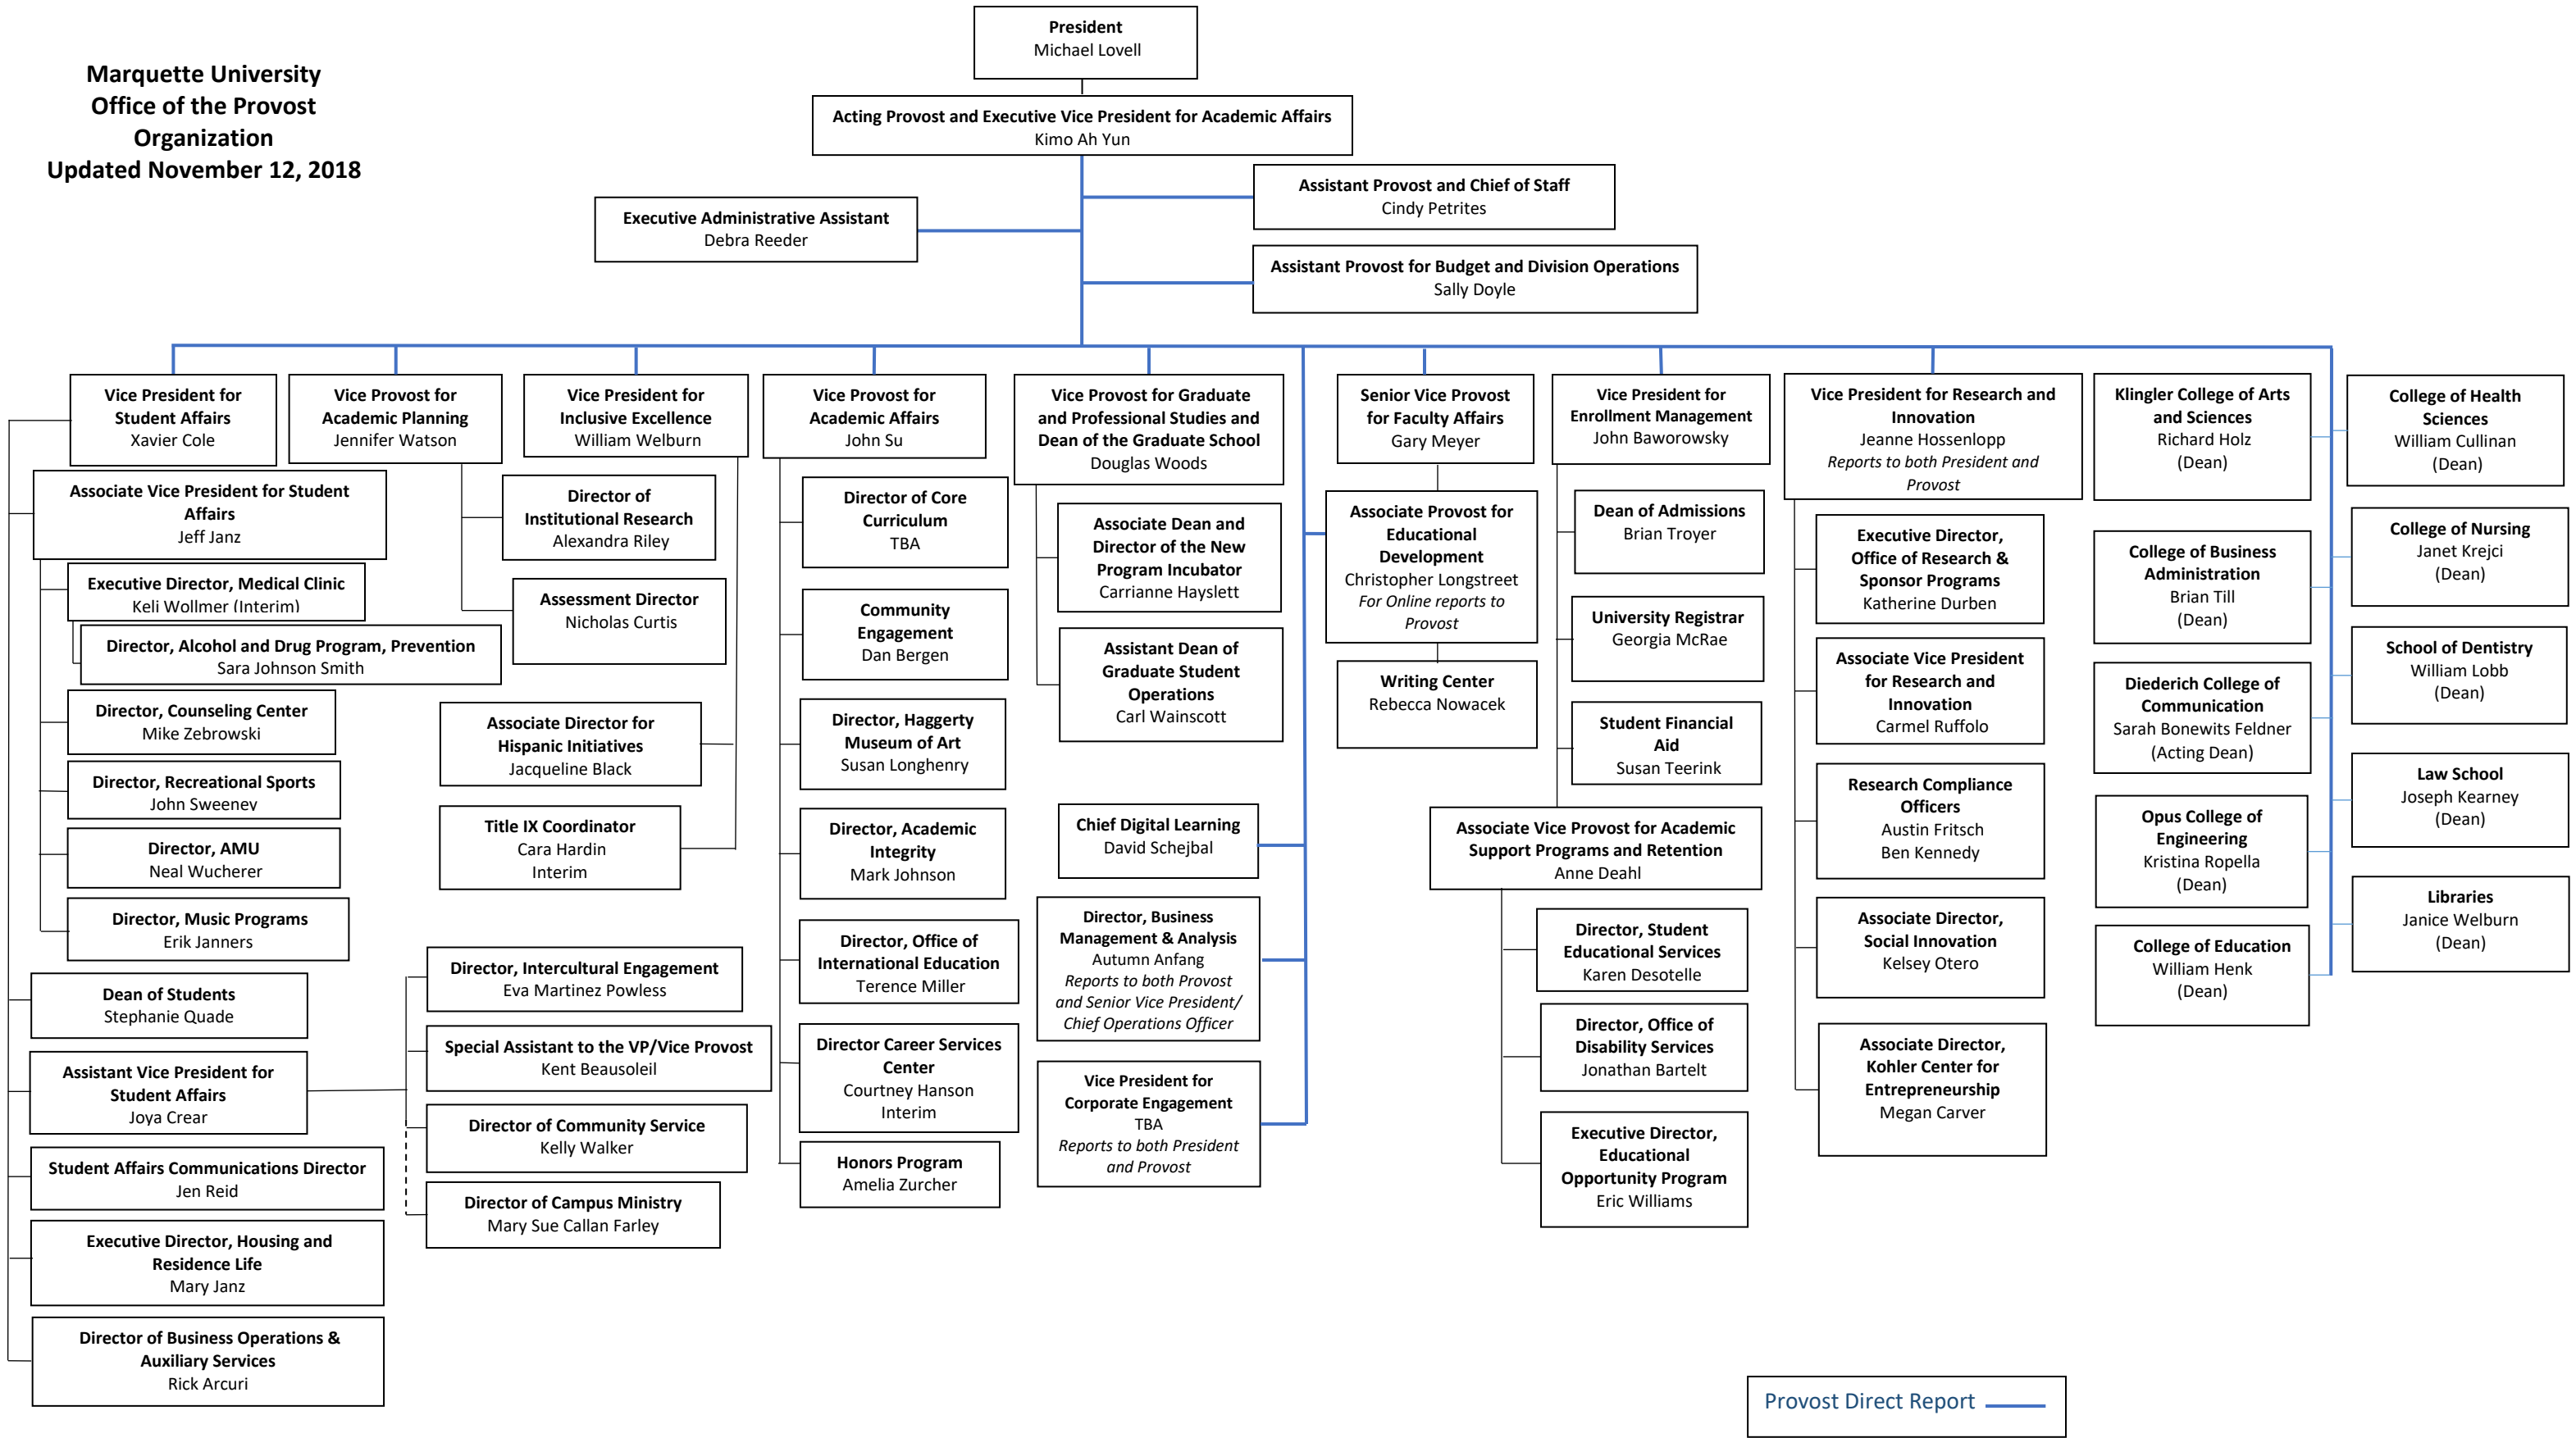 Marquette University
Office of the Provost
Organization
Updated November 12, 2018
President
Michael Lovell
Acting Provost and Executive Vice President for Academic Affairs
Kimo Ah Yun
Assistant Provost and Chief of Staff
Cindy Petrites
Executive Administrative Assistant
Debra Reeder
Assistant Provost for Budget and Division Operations
Sally Doyle
Vice President for
Student Affairs
Xavier Cole
Associate Vice President for Student
Affairs
Jeff Janz
Executive Director, Medical Clinic
Keli Wollmer (Interim)
Director, Alcohol and Drug Program, Prevention
Sara Johnson Smith
Director, Counseling Center
Mike Zebrowski
Director, Recreational Sports
John Sweeney
Director, AMU
Neal Wucherer
Director, Music Programs
Erik Janners
Dean of Students
Stephanie Quade
Assistant Vice President for
Student Affairs
Joya Crear
Student Affairs Communications Director
Jen Reid
Executive Director, Housing and
Residence Life
Mary Janz
Director of Business Operations &
Auxiliary Services
Rick Arcuri
Director, Intercultural Engagement
Eva Martinez Powless
Special Assistant to the VP/Vice Provost
Kent Beausoleil
Director of Community Service
Kelly Walker
Director of Campus Ministry
Mary Sue Callan Farley
Vice Provost for
Academic Planning
Jennifer Watson
Director of
Institutional Research
Alexandra Riley
Assessment Director
Nicholas Curtis
Vice President for
Inclusive Excellence
William Welburn
Associate Director for
Hispanic Initiatives
Jacqueline Black
Title IX Coordinator
Cara Hardin
Interim
Vice Provost for
Academic Affairs
John Su
Director of Core
Curriculum
TBA
Community
Engagement
Dan Bergen
Director, Haggerty
Museum of Art
Susan Longhenry
Director, Academic
Integrity
Mark Johnson
Director, Office of
International Education
Terence Miller
Director Career Services
Center
Courtney Hanson
Interim
Honors Program
Amelia Zurcher
Vice Provost for Graduate
and Professional Studies and
Dean of the Graduate School
Douglas Woods
Associate Dean and
Director of the New
Program Incubator
Carrianne Hayslett
Assistant Dean of
Graduate Student
Operations
Carl Wainscott
Chief Digital Learning
David Schejbal
Director, Business
Management & Analysis
Autumn Anfang
Reports to both Provost
and Senior Vice President/
Chief Operations Officer
Vice President for
Corporate Engagement
TBA
Reports to both President
and Provost
Senior Vice Provost
for Faculty Affairs
Gary Meyer
Associate Provost for
Educational
Development
Christopher Longstreet
For Online reports to
Provost
Writing Center
Rebecca Nowacek
Vice President for
Enrollment Management
John Baworowsky
Dean of Admissions
Brian Troyer
University Registrar
Georgia McRae
Student Financial
Aid
Susan Teerink
Associate Vice Provost for Academic
Support Programs and Retention
Anne Deahl
Director, Student
Educational Services
Karen Desotelle
Director, Office of
Disability Services
Jonathan Bartelt
Executive Director,
Educational
Opportunity Program
Eric Williams
Vice President for Research and
Innovation
Jeanne Hossenlopp
Reports to both President and
Provost
Executive Director,
Office of Research &
Sponsor Programs
Katherine Durben
Associate Vice President
for Research and
Innovation
Carmel Ruffolo
Research Compliance
Officers
Austin Fritsch
Ben Kennedy
Associate Director,
Social Innovation
Kelsey Otero
Associate Director,
Kohler Center for
Entrepreneurship
Megan Carver
Klingler College of Arts
and Sciences
Richard Holz
(Dean)
College of Business
Administration
Brian Till
(Dean)
Diederich College of
Communication
Sarah Bonewits Feldner
(Acting Dean)
Opus College of
Engineering
Kristina Ropella
(Dean)
College of Education
William Henk
(Dean)
College of Health
Sciences
William Cullinan
(Dean)
College of Nursing
Janet Krejci
(Dean)
School of Dentistry
William Lobb
(Dean)
Law School
Joseph Kearney
(Dean)
Libraries
Janice Welburn
(Dean)
Provost Direct Report